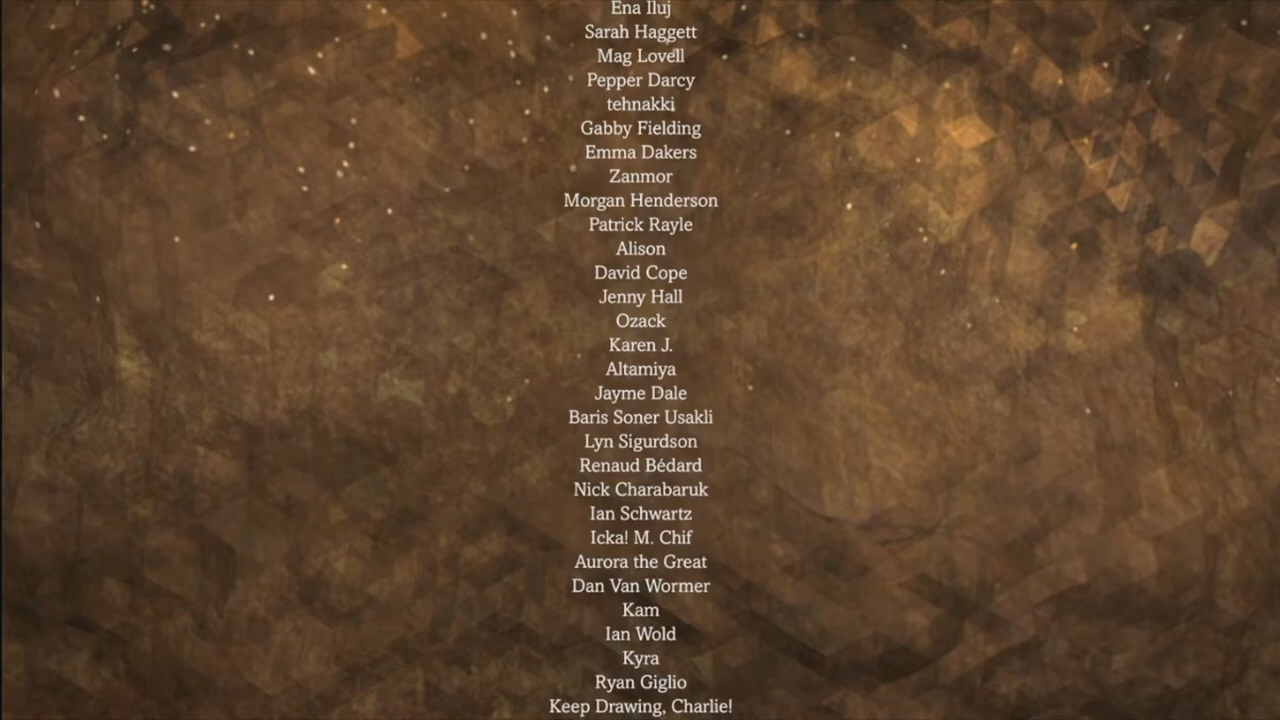 Ena Iluj
Sarah Haggett
Mag Lovell
Pepper Darcy
tehnakki
Gabby Fielding
Emma Dakers
Zanmor
Morgan Henderson
Patrick Rayle
Alison
David Cope
Jenny Hall
Ozack
Karen J.
Altamiya
Jayme Dale
Baris Soner Usakli
Lyn Sigurdson
Renaud Bédard
Nick Charabaruk
Ian Schwartz
Icka! M. Chif
Aurora the Great
Dan Van Wormer
Kam
Ian Wold
Kyra
Ryan Giglio
Keep Drawing, Charlie!